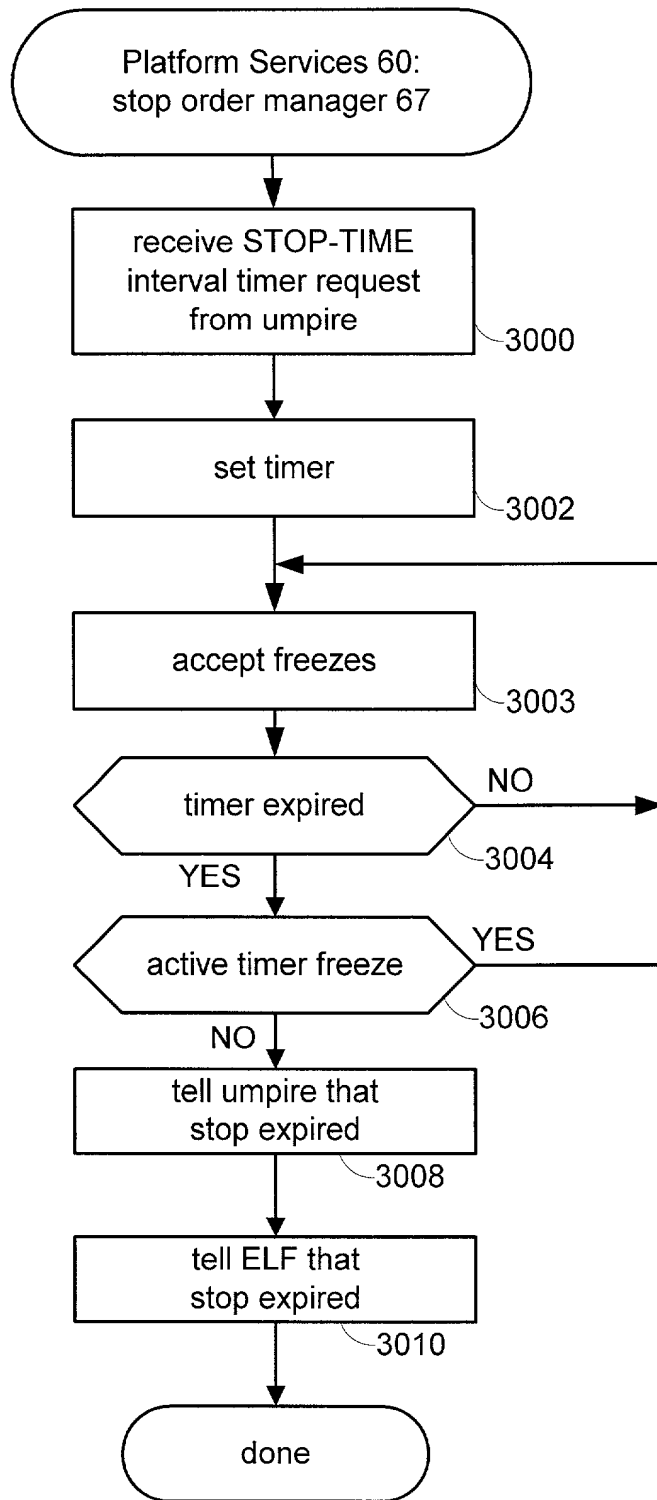 Platform Services 60:
stop order manager 67
receive STOP-TIME
interval timer request
from umpire
3000
set timer
3002
accept freezes
3003
timer expired
NO
3004
YES
active timer freeze
YES
3006
NO
tell umpire that
stop expired
3008
tell ELF that
stop expired
3010
done